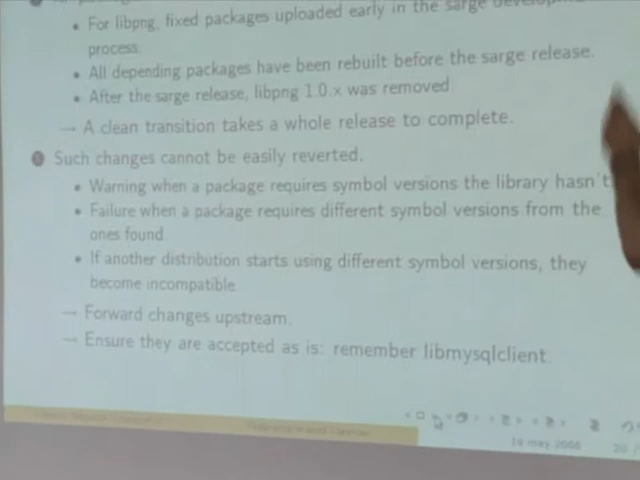 • For libpng, fixed packages uploaded early in the sarge development
process.
• All depending packages have been rebuilt before the sarge release.
• After the sarge release, libpng 1.0.x was removed.
→ A clean transition takes a whole release to complete.
Such changes cannot be easily reverted.
• Warning when a package requires symbol versions the library hasn't
• Failure when a package requires different symbol versions from the
ones found.
• If another distribution starts using different symbol versions, they
become incompatible.
→ Forward changes upstream.
→ Ensure they are accepted as is: remember libmysqlclient.
may 2006
20 /